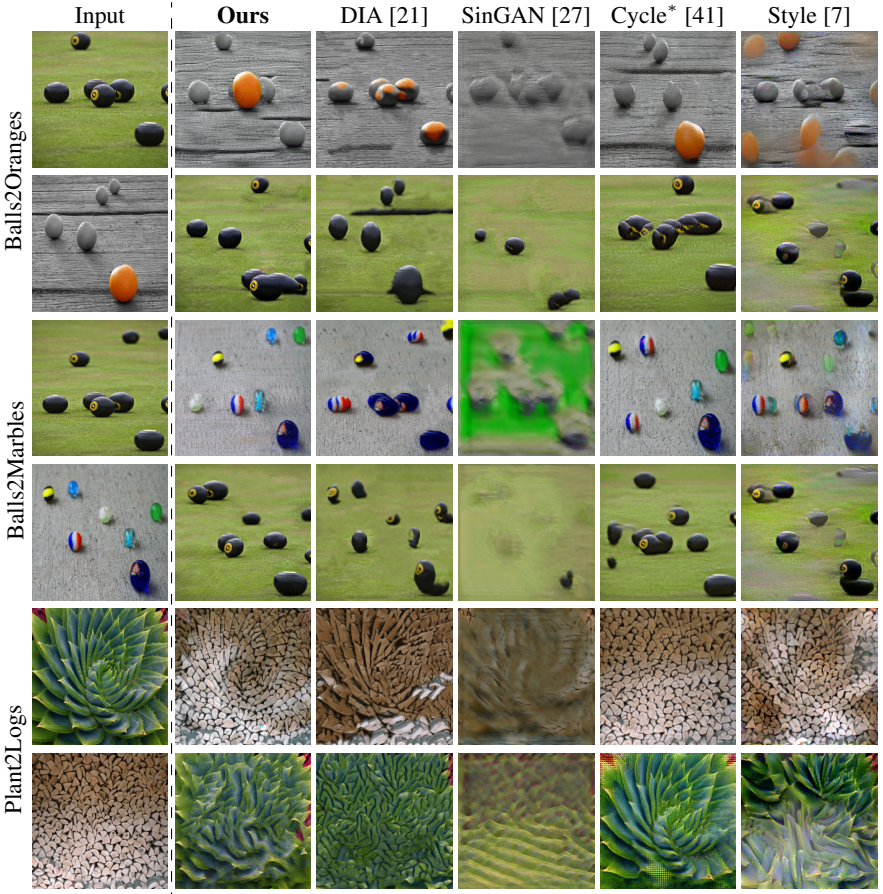 Input Ours DIA [21] SinGAN [27] Cycle* [41] Style [7]
Balls2Oranges
Balls2Marbles
Plant2Logs